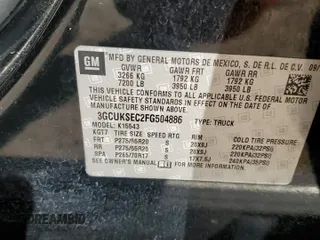 GM MFD BY GENERAL MOTORS DE MEXICO, S. DE R.L. DE C.V. 09/
GVWR GAWR FRT GAWR RR
3266 KG 1792 KG 1792 KG
7200 LB 3950 LB 3950 LB
THIS VEHICLE CONFORMS TO ALL APPLICABLE
U.S. FEDERAL MOTOR VEHICLE SAFETY
STANDARDS IN EFFECT ON THE DATE OF
MANUFACTURE SHOWN ABOVE.
3GCUKSEC2FG504886 TYPE: TRUCK
K15543
TIRE SIZE SPEED RTG RIM COLD TIRE PRESSURE
FRT P275/55R20 S 20X9J 220KPA(32PSI)
RR P275/55R20 S 20X9J 220KPA(32PSI)
SPA P265/70R17 S 17X7.5J 240KPA(35PSI)
SEE OWNER'S MANUAL